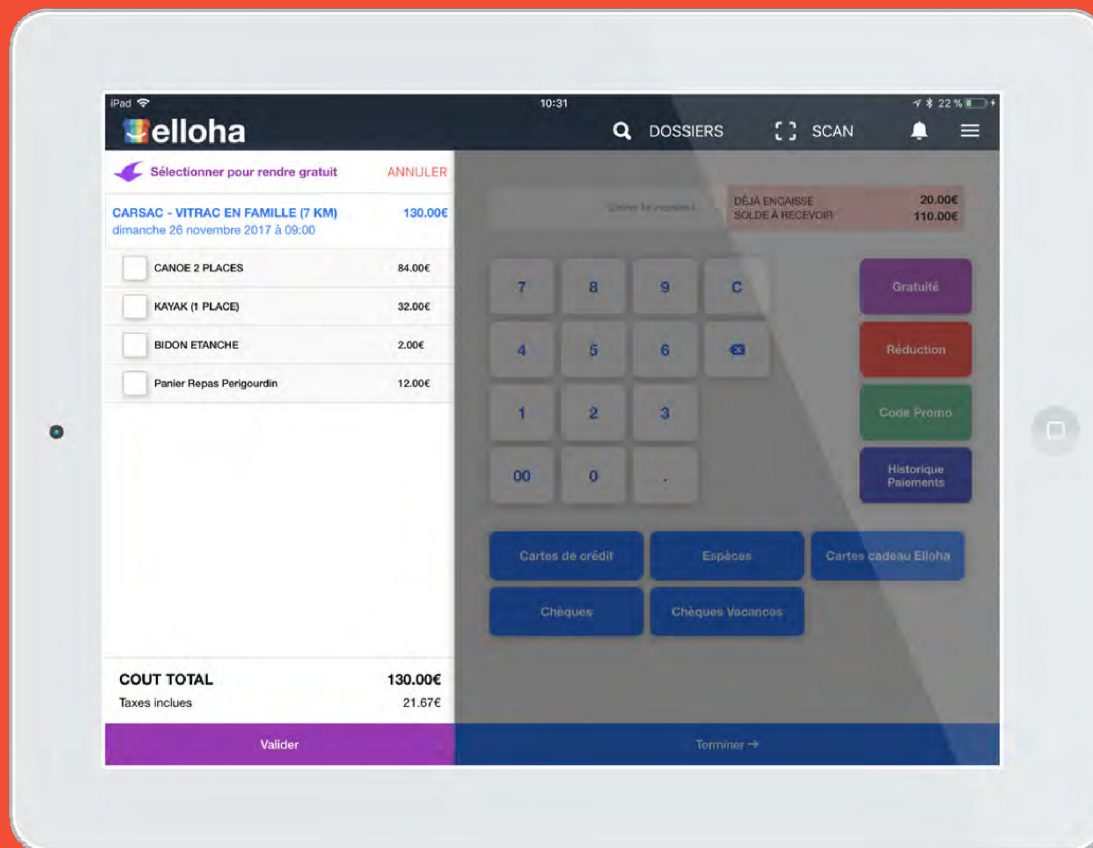 iPad 10:31 22 %
elloha DOSSIERS SCAN
Sélectionner pour rendre gratuit ANNULER
CARSAC - VITRAC EN FAMILLE (7 KM) 130.00€
dimanche 26 novembre 2017 à 09:00
CANOE 2 PLACES 84.00€
KAYAK (1 PLACE) 32.00€
BIDON ETANCHE 2.00€
Panier Repas Perigourdin 12.00€
COUT TOTAL 130.00€
Taxes inclues 21.67€
Valider
DÉJÀ ENCAISSE 20.00€
SOLDE À RECEVOIR 110.00€
7 8 9 C
Gratuité
4 5 6
Réduction
1 2 3
Code Promo
00 0 .
Historique
Paiements
Cartes de crédit Espèces Cartes cadeau Elloha
Chèques Chèques Vacances
Terminer →